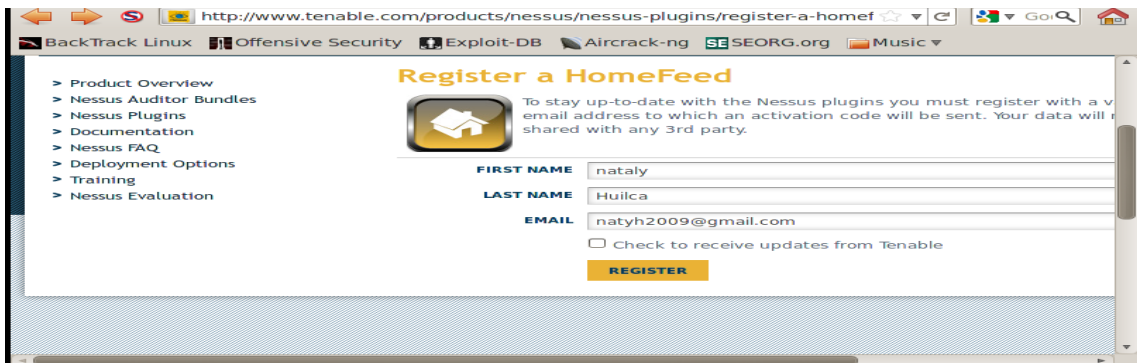 http://www.tenable.com/products/nessus/nessus-plugins/register-a-homef
BackTrack Linux Offensive Security Exploit-DB Aircrack-ng SE SEORG.org Music
> Product Overview
> Nessus Auditor Bundles
> Nessus Plugins
> Documentation
> Nessus FAQ
> Deployment Options
> Training
> Nessus Evaluation
Register a HomeFeed
To stay up-to-date with the Nessus plugins you must register with a v
email address to which an activation code will be sent. Your data will
shared with any 3rd party.
FIRST NAME nataly
LAST NAME Huilca
EMAIL natyh2009@gmail.com
Check to receive updates from Tenable
REGISTER